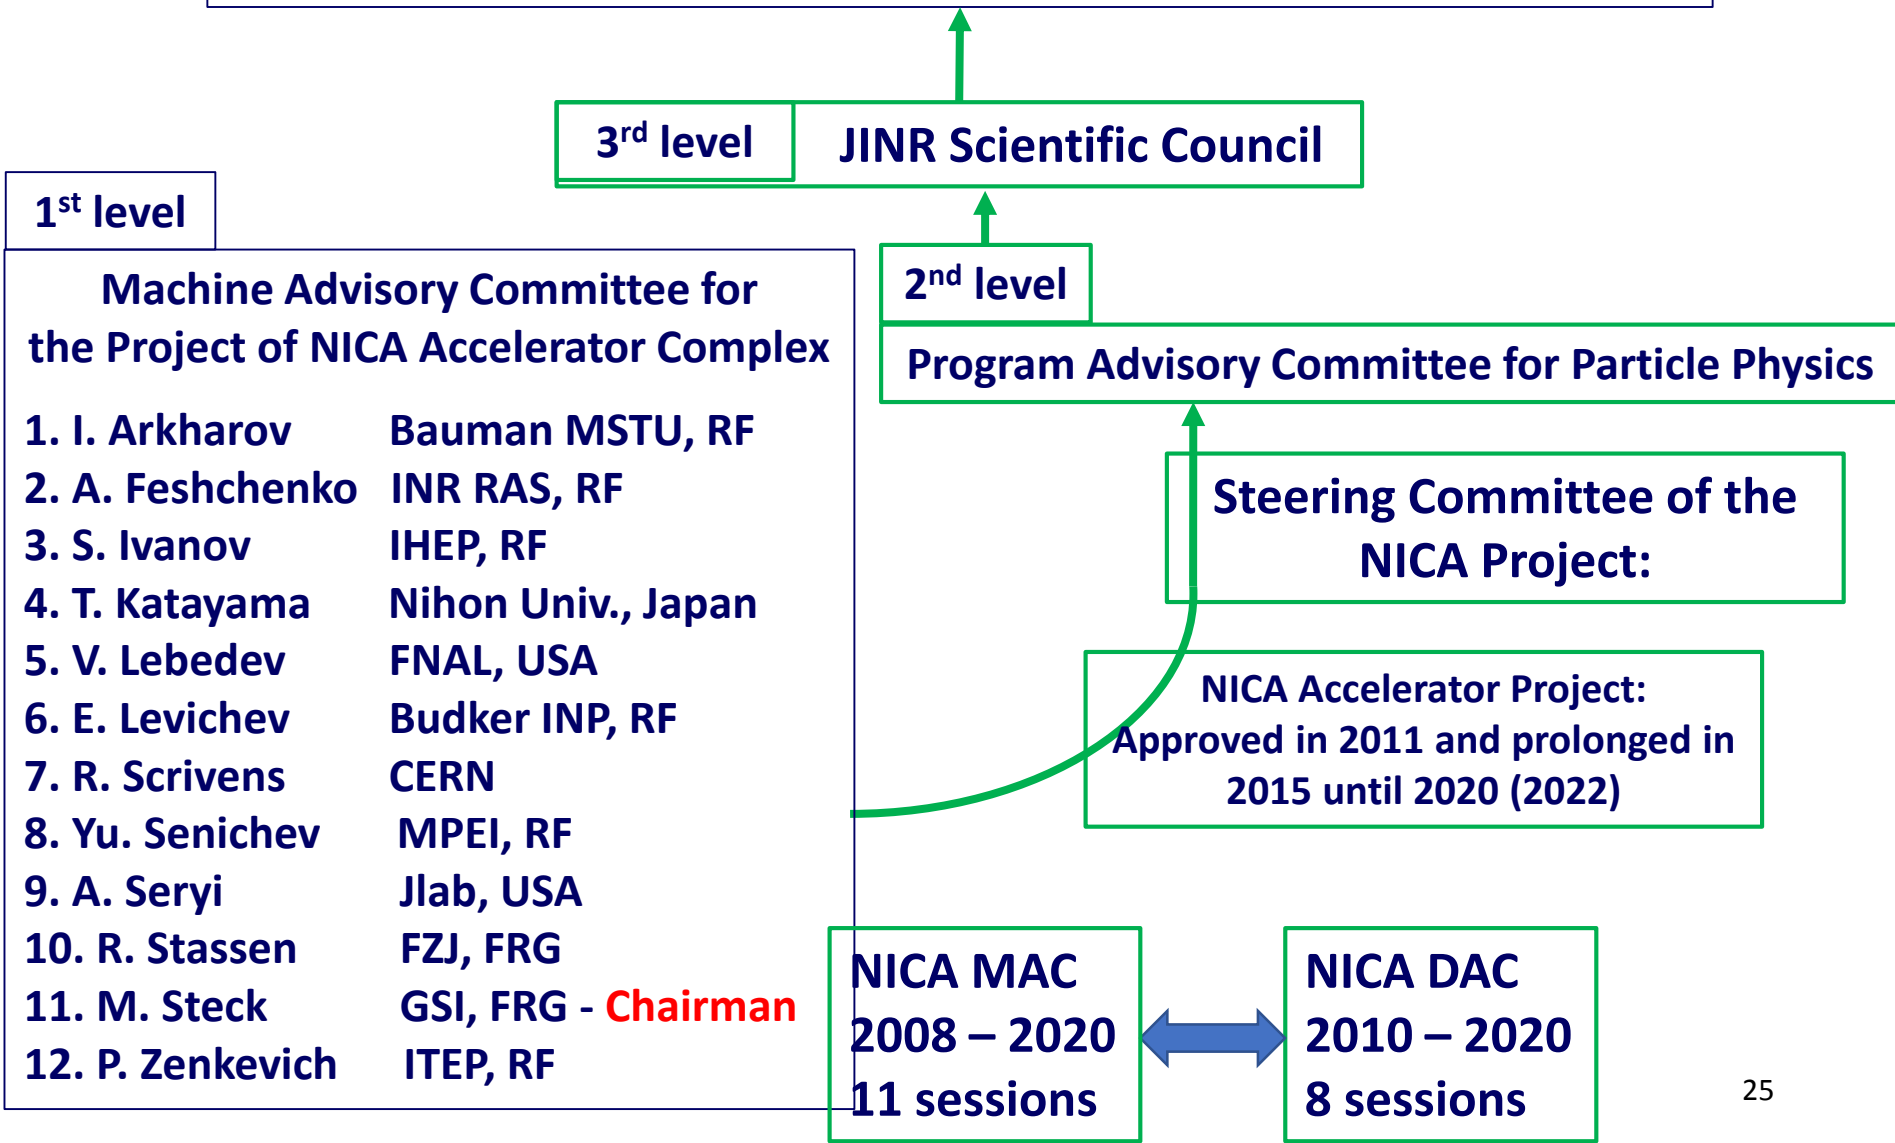 3rd level
JINR Scientific Council
1st level
Machine Advisory Committee for
the Project of NICA Accelerator Complex
1. I. Arkharov Bauman MSTU, RF
2. A. Feshchenko INR RAS, RF
3. S. Ivanov IHEP, RF
4. T. Katayama Nihon Univ., Japan
5. V. Lebedev FNAL, USA
6. E. Levichev Budker INP, RF
7. R. Scrivens CERN
8. Yu. Senichev MPEI, RF
9. A. Seryi Jlab, USA
10. R. Stassen FZJ, FRG
11. M. Steck GSI, FRG - Chairman
12. P. Zenkevich ITEP, RF
2nd level
Program Advisory Committee for Particle Physics
Steering Committee of the
NICA Project:
NICA Accelerator Project:
Approved in 2011 and prolonged in
2015 until 2020 (2022)
NICA MAC
2008 – 2020
11 sessions
NICA DAC
2010 – 2020
8 sessions
25